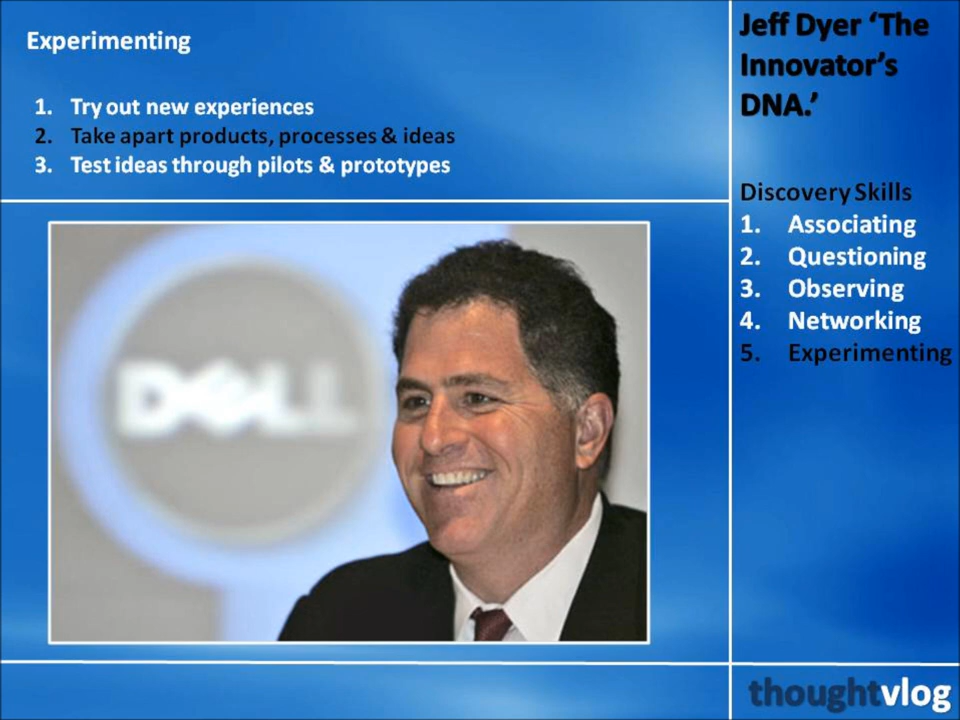 Experimenting
1. Try out new experiences
2. Take apart products, processes & ideas
3. Test ideas through pilots & prototypes
DELL
Jeff Dyer ‘The
Innovator’s
DNA.’
Discovery Skills
1. Associating
2. Questioning
3. Observing
4. Networking
5. Experimenting
thoughtvlog